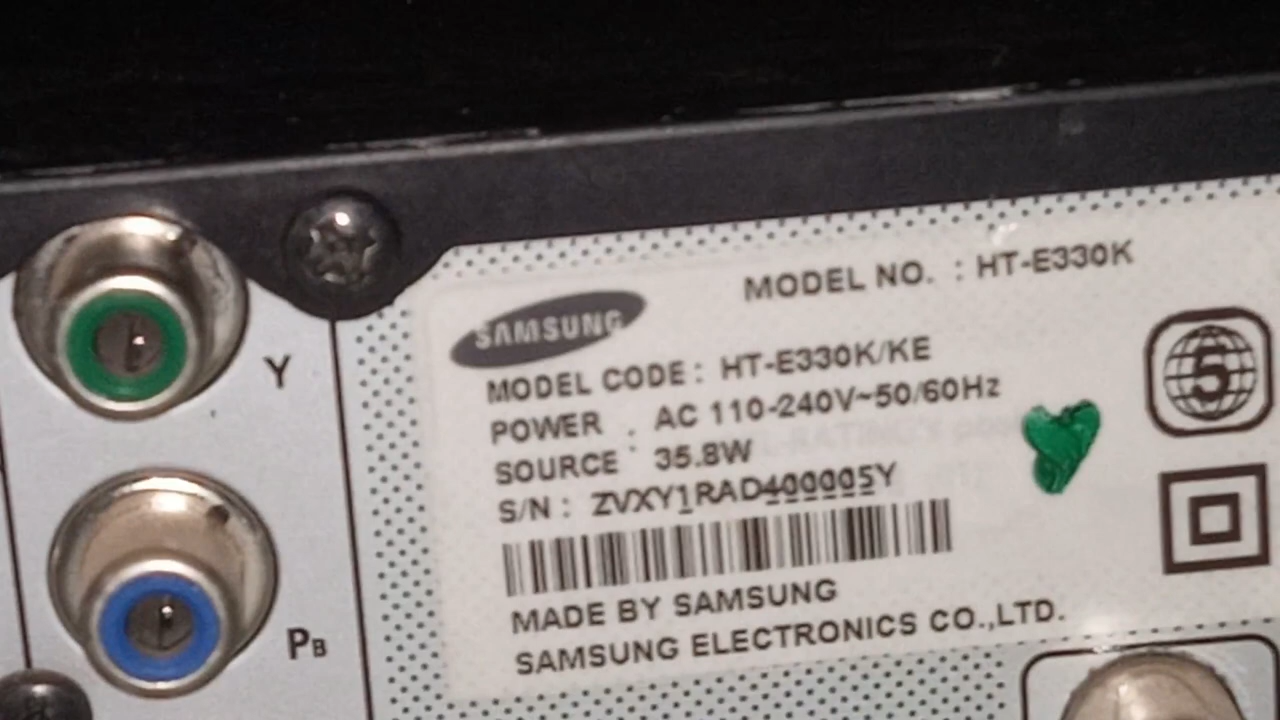 MODEL NO. : HT-E330K
SAMSUNG
MODEL CODE : HT-E330K/KE
POWER . AC 110-240V~50/60Hz
SOURCE ˙ 35.8W
S/N : ZVXY1RAD400005Y
MADE BY SAMSUNG
SAMSUNG ELECTRONICS CO.,LTD.
5
Y
PB